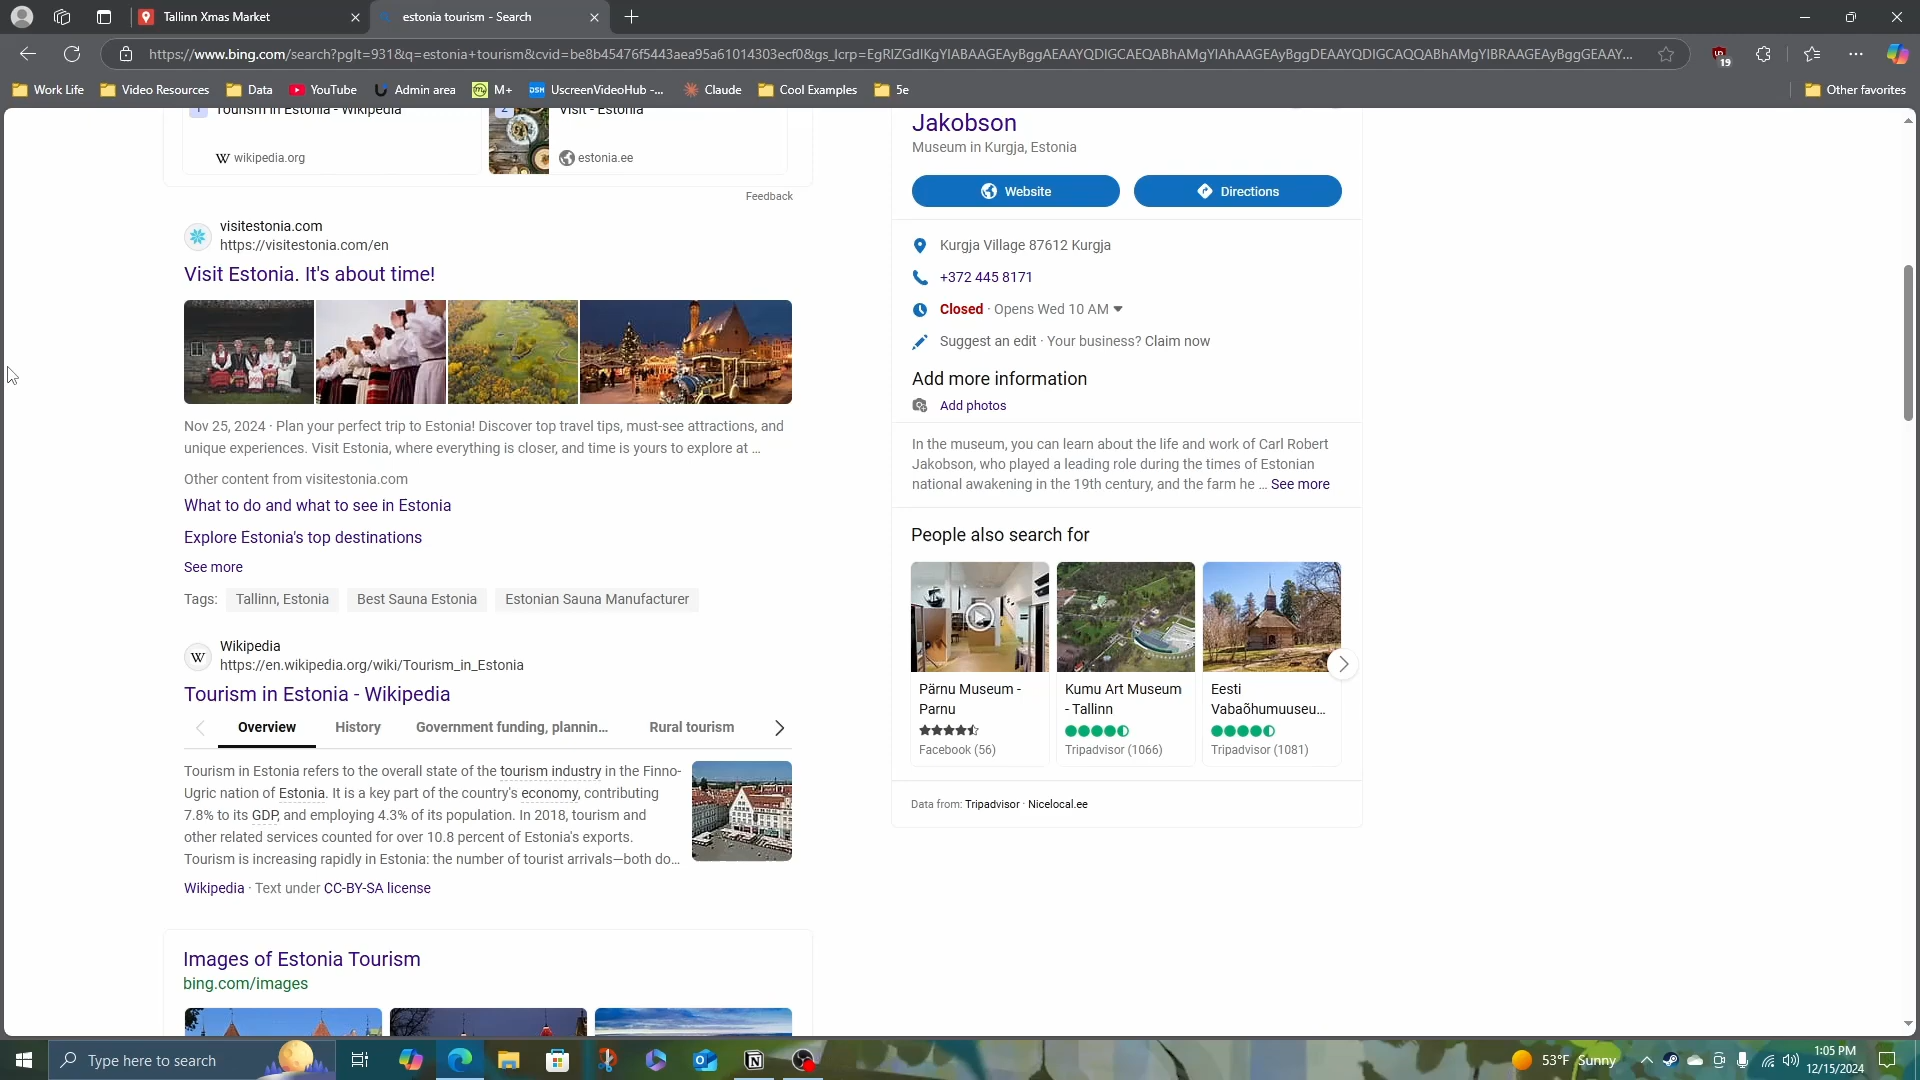 Tallinn Xmas Market
estonia tourism - Search
https://www.bing.com/search?pglt=931&q=estonia+tourism&cvid=be8b45476f5443aea95a61014303ecf0&gs_lcrp=EgRlZGdlKgYIABAAGEAyBggAEAAYQDIGCAEQABhAMgYIAhAAGEAyBggDEAAYQDIGCAQQABhAMgYIBRAAGEAyBggGEAAY...
19
Work Life
Video Resources
Data
YouTube
Admin area
M+
UscreenVideoHub -...
Claude
Cool Examples
5e
Other favorites
1
Tourism in Estonia - Wikipedia
wikipedia.org
2
Visit - Estonia
estonia.ee
Feedback
visitestonia.com
https://visitestonia.com/en
Visit Estonia. It's about time!
Nov 25, 2024 · Plan your perfect trip to Estonia! Discover top travel tips, must-see attractions, and
unique experiences. Visit Estonia, where everything is closer, and time is yours to explore at ...
Other content from visitestonia.com
What to do and what to see in Estonia
Explore Estonia's top destinations
See more
Tags: Tallinn, Estonia Best Sauna Estonia Estonian Sauna Manufacturer
W
Wikipedia
https://en.wikipedia.org/wiki/Tourism_in_Estonia
Tourism in Estonia - Wikipedia
Overview History Government funding, plannin... Rural tourism
Tourism in Estonia refers to the overall state of the tourism industry in the Finno-
Ugric nation of Estonia. It is a key part of the country's economy, contributing
7.8% to its GDP, and employing 4.3% of its population. In 2018, tourism and
other related services counted for over 10.8 percent of Estonia's exports.
Tourism is increasing rapidly in Estonia: the number of tourist arrivals—both do...
Wikipedia · Text under CC-BY-SA license
Images of Estonia Tourism
bing.com/images
Jakobson
Museum in Kurgja, Estonia
Website
Directions
Kurgja Village 87612 Kurgja
+372 445 8171
Closed · Opens Wed 10 AM
Suggest an edit · Your business? Claim now
Add more information
Add photos
In the museum, you can learn about the life and work of Carl Robert
Jakobson, who played a leading role during the times of Estonian
national awakening in the 19th century, and the farm he ... See more
People also search for
Pärnu Museum -
Parnu
Facebook (56)
Kumu Art Museum
- Tallinn
Tripadvisor (1066)
Eesti
Vabaõhumuuseu...
Tripadvisor (1081)
Data from: Tripadvisor · Nicelocal.ee
Type here to search
53°F Sunny
1:05 PM
12/15/2024